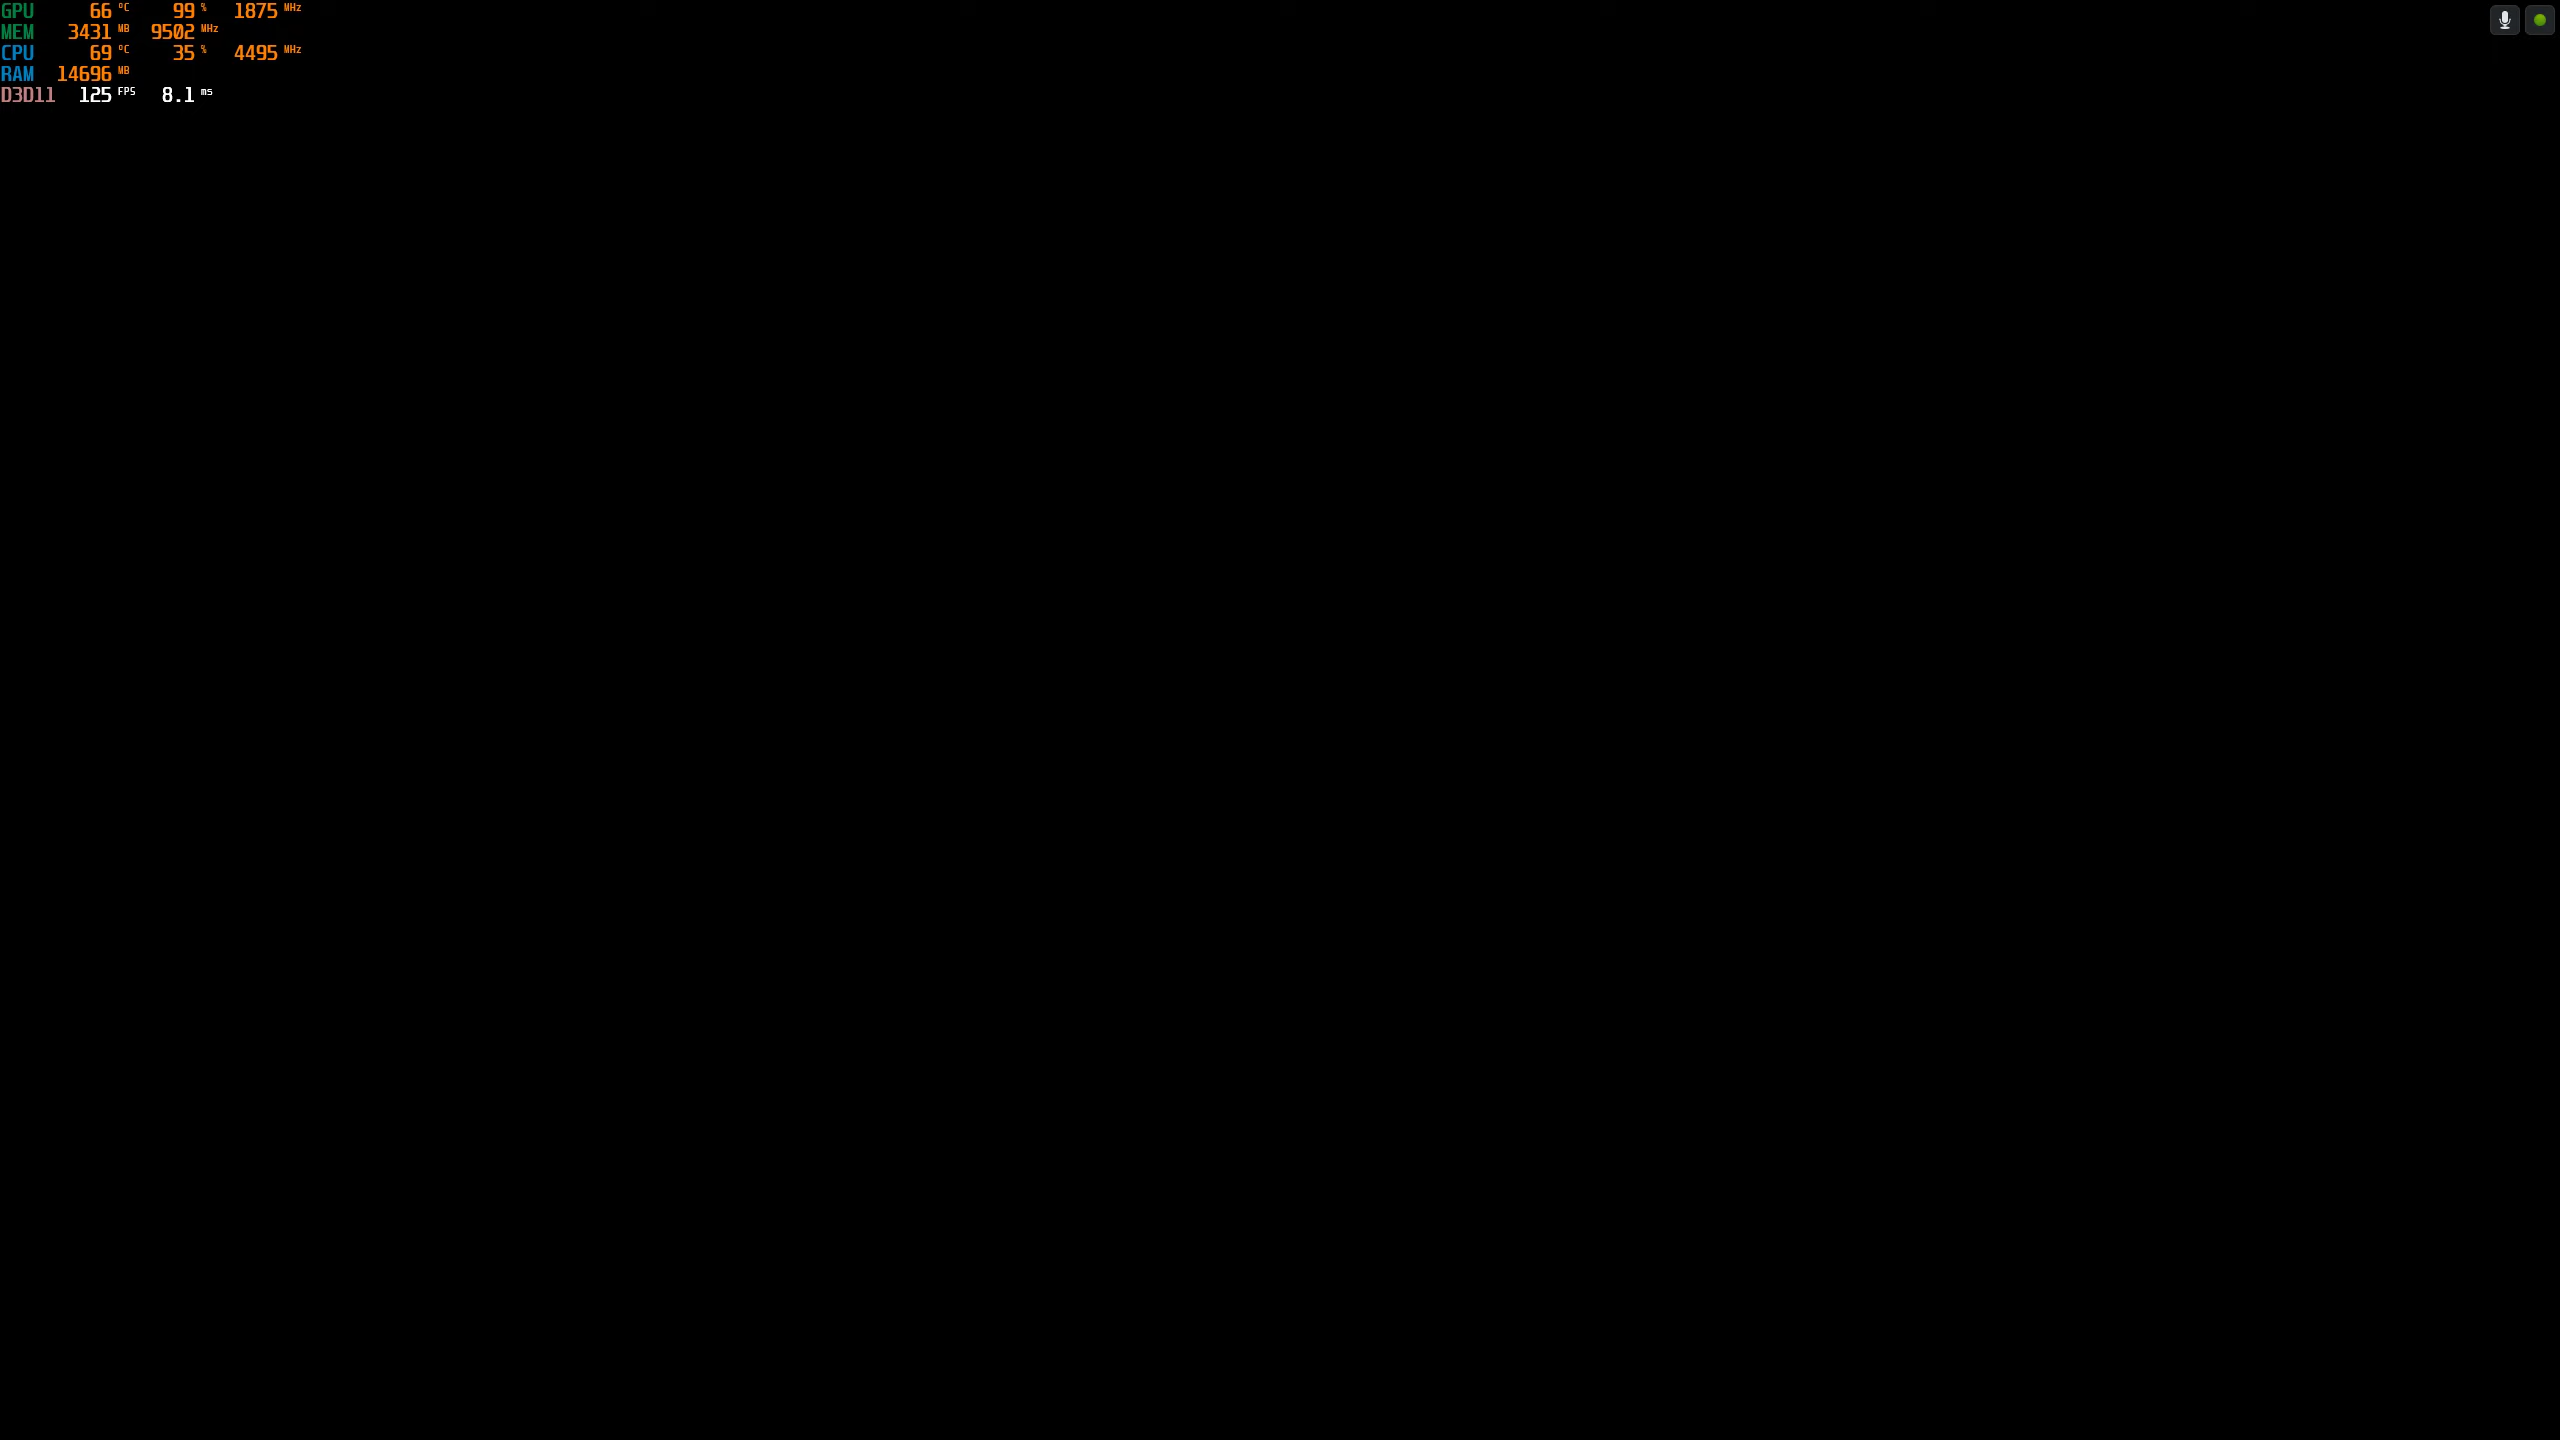 GPU 66 °C 99 % 1875 MHz
MEM 3431 MB 9502 MHz
CPU 69 °C 35 % 4495 MHz
RAM 14696 MB
D3D11 125 FPS 8.1 ms